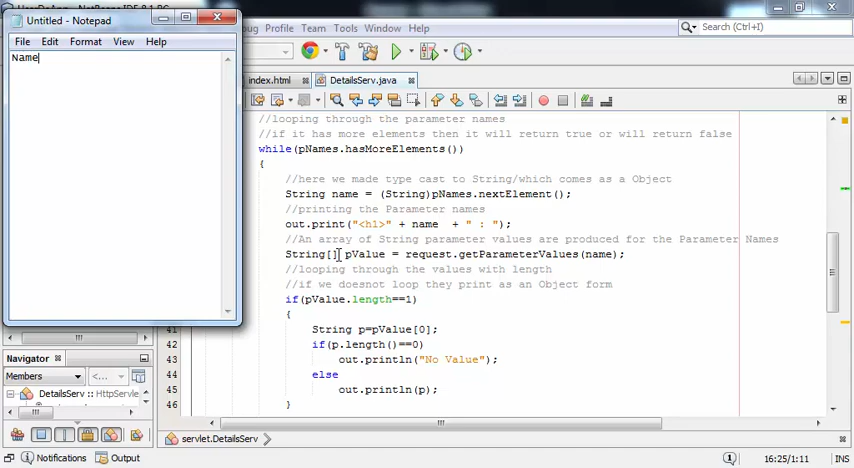 Untitled - Notepad
File Edit Format View Help
Name
Debug Profile Team Tools Window Help
Search (Ctrl+I)
index.html
DetailsServ.java
//looping through the parameter names
//if it has more elements then it will return true or will return false
while(pNames.hasMoreElements())
{
//here we made type cast to String/which comes as a Object
String name = (String)pNames.nextElement();
//printing the Parameter names
out.print("<h1>" + name + " : ");
//An array of String parameter values are produced for the Parameter Names
String[] pValue = request.getParameterValues(name);
//looping through the values with length
//if we doesnot loop they print as an Object form
if(pValue.length==1)
{
41 String p=pValue[0];
42 if(p.length()==0)
43 out.println("No Value");
44 else
45 out.println(p);
46 }
Navigator
Members
<...
DetailsServ :: HttpServle
servlet.DetailsServ
Notifications Output
16:25/1:11 INS